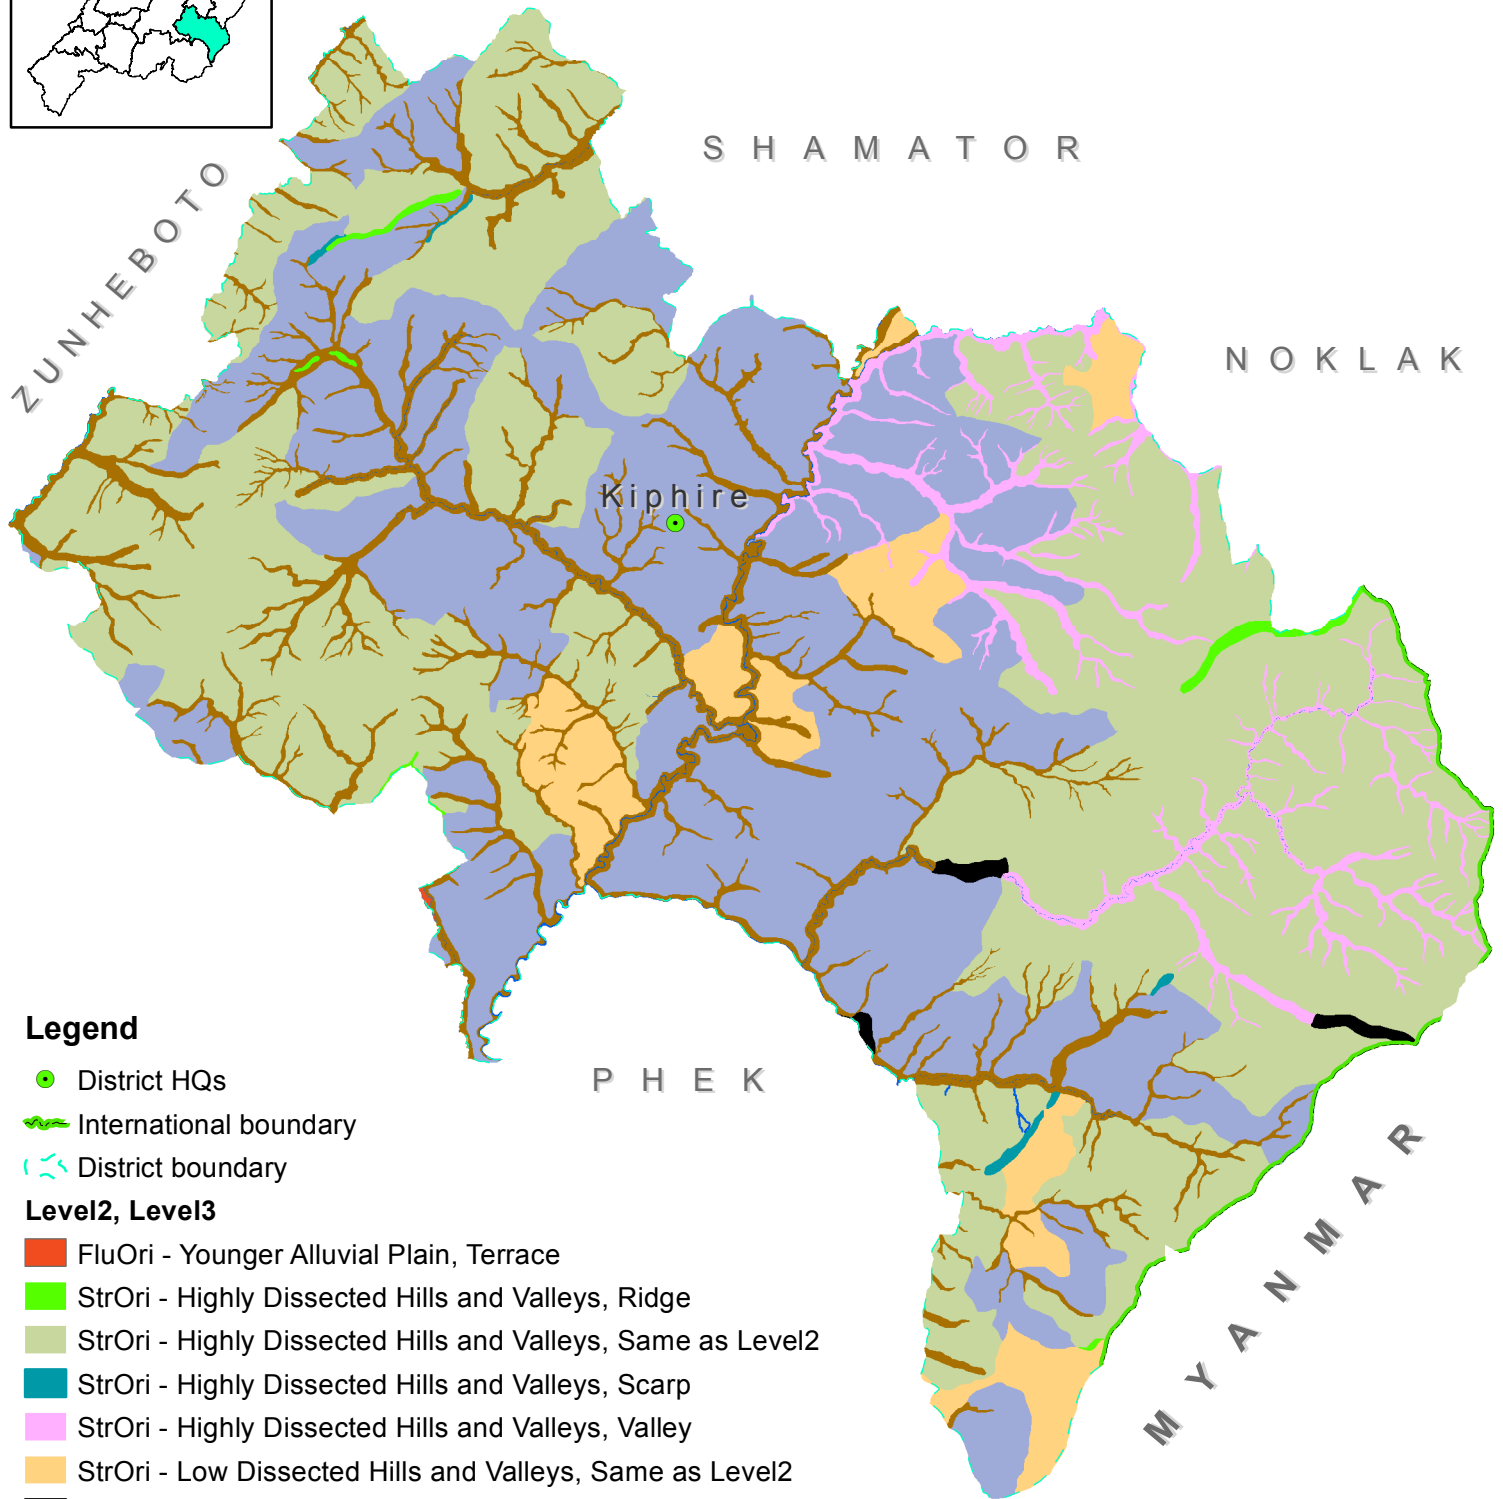 SHAMATOR
ZUNHEBOTO
NOKLAK
Kiphire
PHEK
MYANMAR
Legend
District HQs
International boundary
District boundary
Level2, Level3
FluOri - Younger Alluvial Plain, Terrace
StrOri - Highly Dissected Hills and Valleys, Ridge
StrOri - Highly Dissected Hills and Valleys, Same as Level2
StrOri - Highly Dissected Hills and Valleys, Scarp
StrOri - Highly Dissected Hills and Valleys, Valley
StrOri - Low Dissected Hills and Valleys, Same as Level2